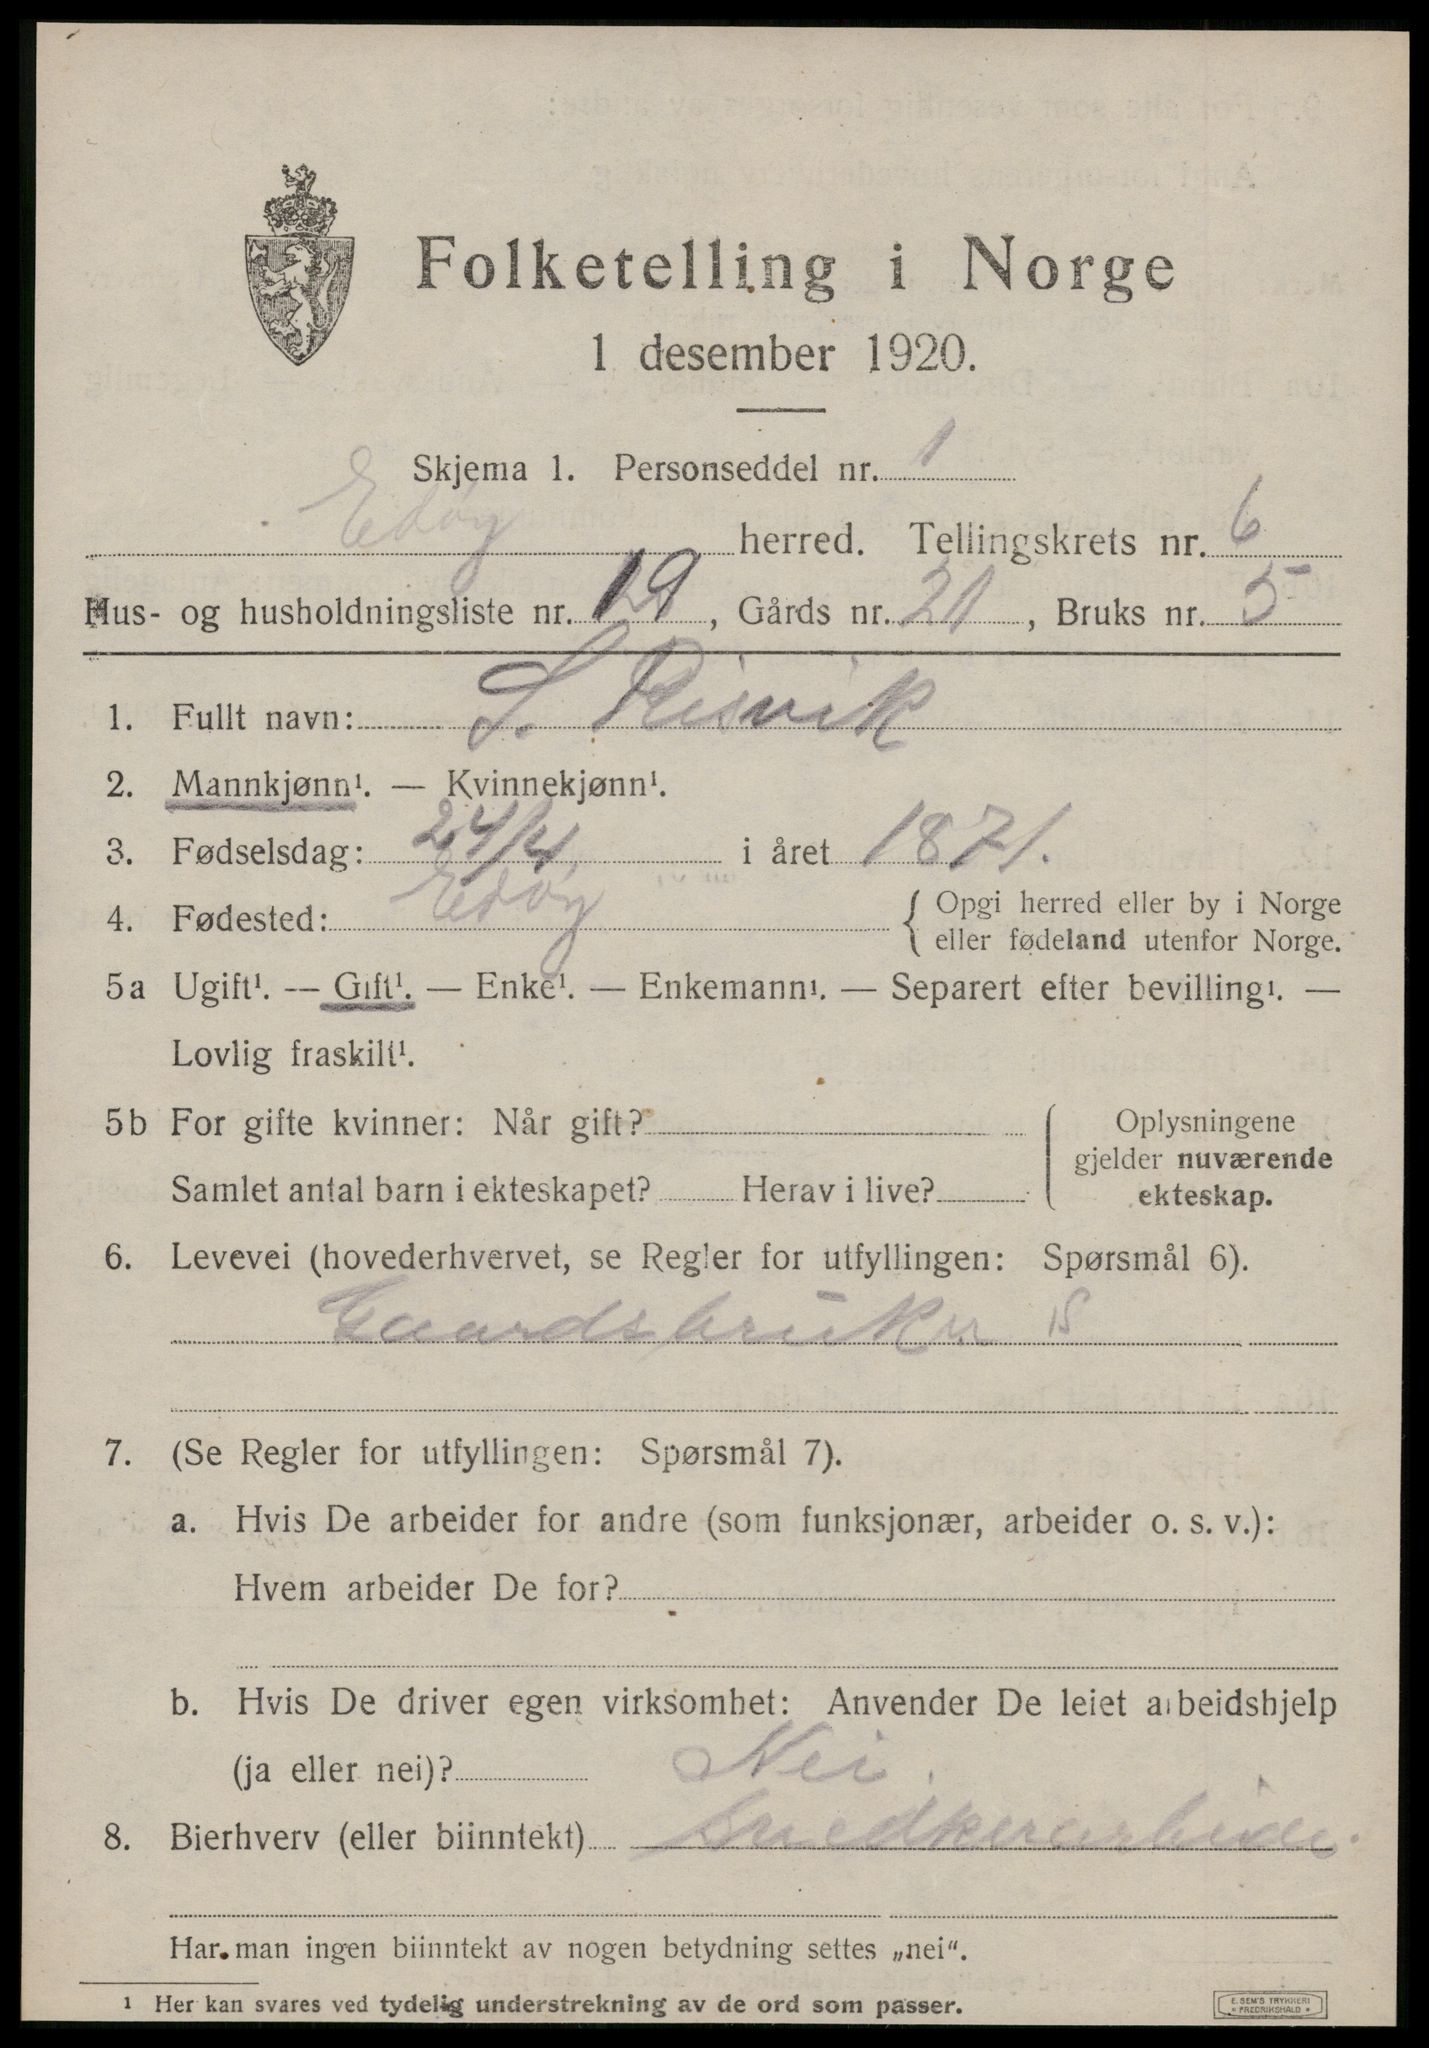 Folketelling i Norge
1 desember 1920.
Skjema 1. Personseddel nr. 1
Edøy herred. Tellingskrets nr. 6
Hus- og husholdningsliste nr. 19, Gårds nr. 21, Bruks nr. 5
1. Fullt navn: S. Risvik
2. Mannkjønn¹. — Kvinnekjønn¹.
3. Fødselsdag: 24/4 i året 1871.
4. Fødested: Edøy { Opgi herred eller by i Norge
eller fødeland utenfor Norge.
5a Ugift¹. — Gift¹. — Enke¹. — Enkemann¹. — Separert efter bevilling¹. —
Lovlig fraskilt¹.
5b For gifte kvinner: Når gift?
Samlet antal barn i ekteskapet? Herav i live?
Oplysningene
gjelder nuværende
ekteskap.
6. Levevei (hovederhvervet, se Regler for utfyllingen: Spørsmål 6).
Gaardsbruker S
7. (Se Regler for utfyllingen: Spørsmål 7).
a. Hvis De arbeider for andre (som funksjonær, arbeider o. s. v.):
Hvem arbeider De for?
b. Hvis De driver egen virksomhet: Anvender De leiet arbeidshjelp
(ja eller nei)? Nei.
8. Bierhverv (eller biinntekt) Snedkerarbeide.
Har man ingen biinntekt av nogen betydning settes „nei“.
¹ Her kan svares ved tydelig understrekning av de ord som passer.
E. SEM'S TRYKKERI
* FREDRIKSHALD *